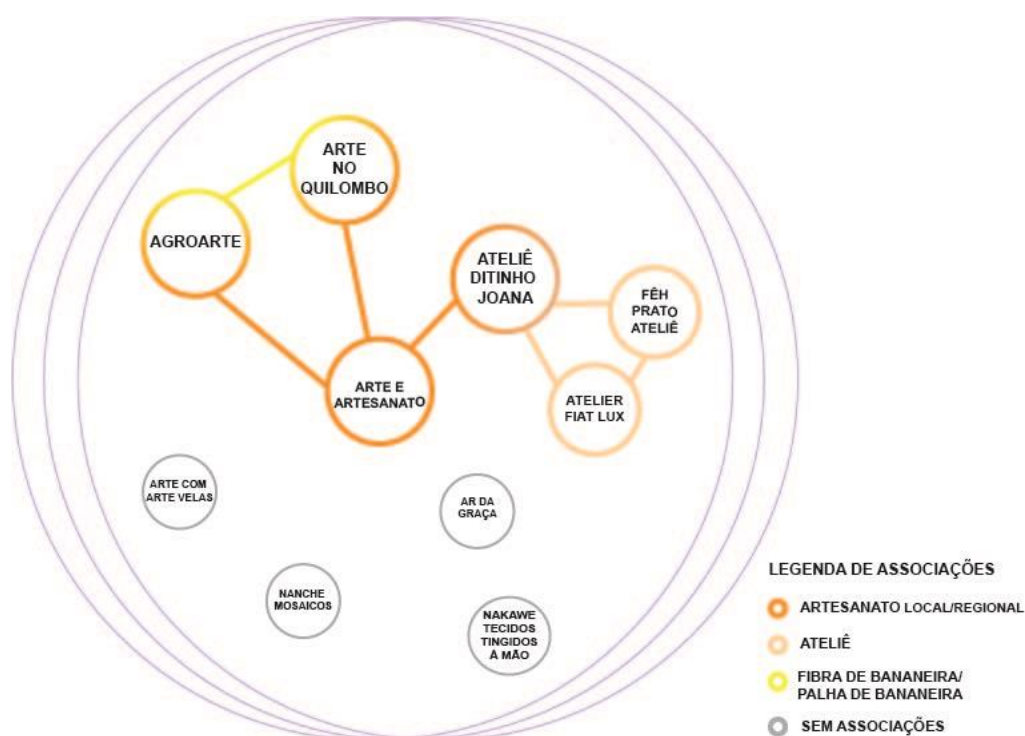 ARTE
NO
QUILOMBO
AGROARTE
ATELIÊ
DITINHO
JOANA
FÊH
PRATO
ATELIÊ
ARTE E
ARTESANATO
ATELIER
FIAT LUX
ARTE COM
ARTE VELAS
AR DA
GRAÇA
NANCHE
MOSAICOS
NAKAWE
TECIDOS
TINGIDOS
À MÃO
LEGENDA DE ASSOCIAÇÕES
ARTESANATO LOCAL/REGIONAL
ATELIÊ
FIBRA DE BANANEIRA/
PALHA DE BANANEIRA
SEM ASSOCIAÇÕES